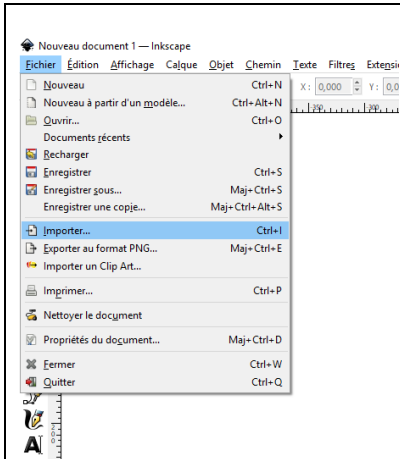 Nouveau document 1 — Inkscape
Fichier Édition Affichage Calque Objet Chemin Texte Filtres
Nouveau Ctrl+N
X: 0,000 Y:
Nouveau à partir d'un modèle... Ctrl+Alt+N
Ouvrir... Ctrl+O
Documents récents
Recharger
Enregistrer Ctrl+S
Enregistrer sous... Maj+Ctrl+S
Enregistrer une copie... Maj+Ctrl+Alt+S
Importer... Ctrl+I
Exporter au format PNG... Maj+Ctrl+E
Importer un Clip Art...
Imprimer... Ctrl+P
Nettoyer le document
Propriétés du document... Maj+Ctrl+D
Fermer Ctrl+W
Quitter Ctrl+Q
A